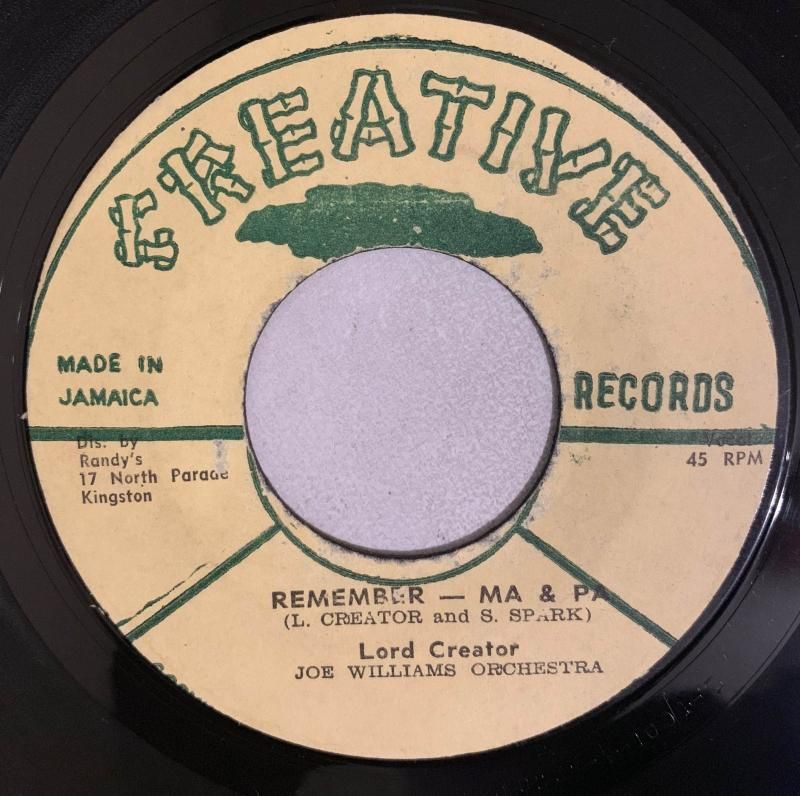 CREATIVE
MADE IN
JAMAICA
RECORDS
Dis. by
Randy's
17 North Parade
Kingston
Vocal
45 RPM
REMEMBER — MA & PA
(L. CREATOR and S. SPARK)
Lord Creator
JOE WILLIAMS ORCHESTRA